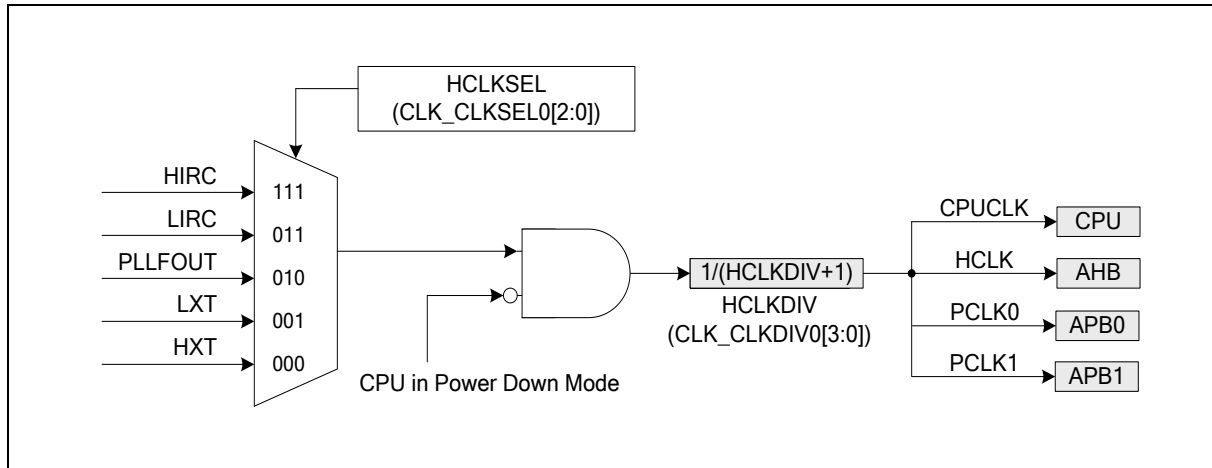 HCLKSEL
(CLK_CLKSEL0[2:0])
HIRC
111
LIRC
011
PLLFOUT
010
LXT
001
HXT
000
CPU in Power Down Mode
1/(HCLKDIV+1)
HCLKDIV
(CLK_CLKDIV0[3:0])
CPUCLK
CPU
HCLK
AHB
PCLK0
APB0
PCLK1
APB1